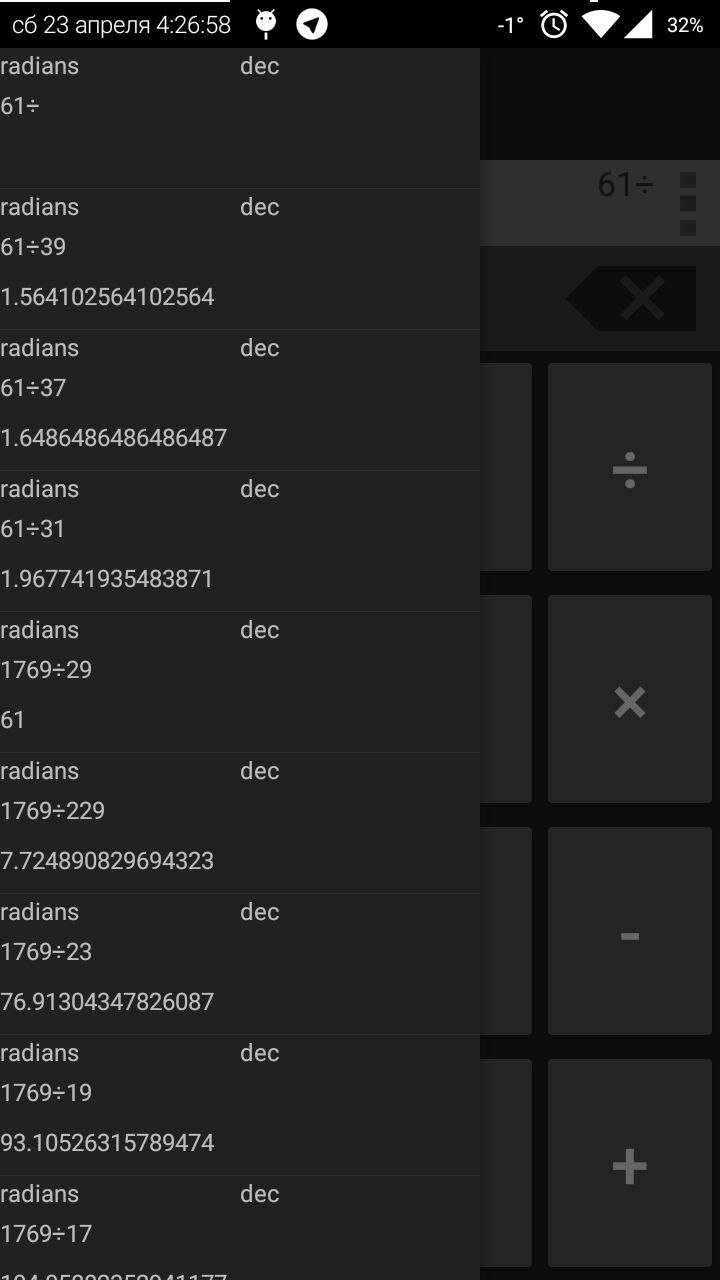 сб 23 апреля 4:26:58 -1° 32%
radians dec
61÷
61÷
radians dec
61÷39
1.564102564102564
radians dec
61÷37
1.6486486486486487
radians dec
61÷31
1.967741935483871
radians dec
1769÷29
61
radians dec
1769÷229
7.724890829694323
radians dec
1769÷23
76.91304347826087
radians dec
1769÷19
93.10526315789474
radians dec
1769÷17
÷
×
-
+